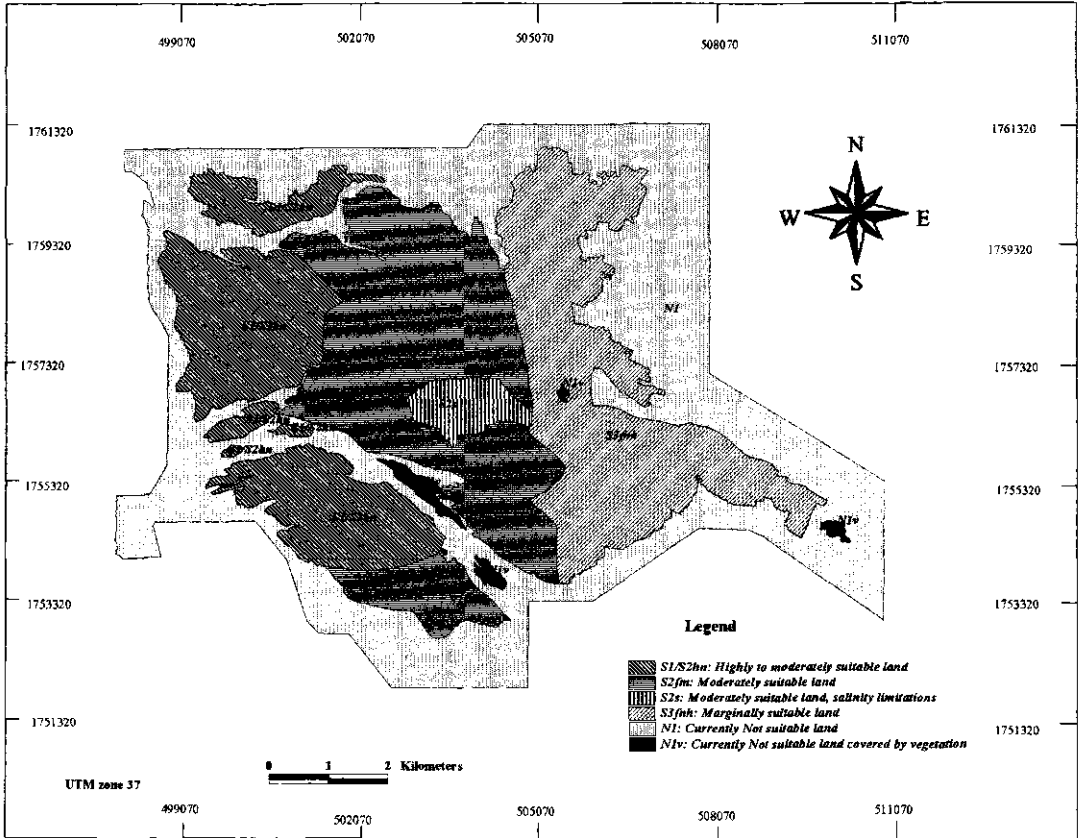 499070 502070 505070 508070 511070
1761320 1761320
N
W E
S
1759320 1759320
N1
1757320 1757320
S3fnh
1755320 1755320
N1v
1753320 1753320
Legend
S1/S2hn: Highly to moderately suitable land
S2fm: Moderately suitable land
S2s: Moderately suitable land, salinity limitations
S3fnh: Marginally suitable land
N1: Currently Not suitable land
N1v: Currently Not suitable land covered by vegetation
1751320 1751320
0 1 2 Kilometers
UTM zone 37
499070 502070 505070 508070 511070